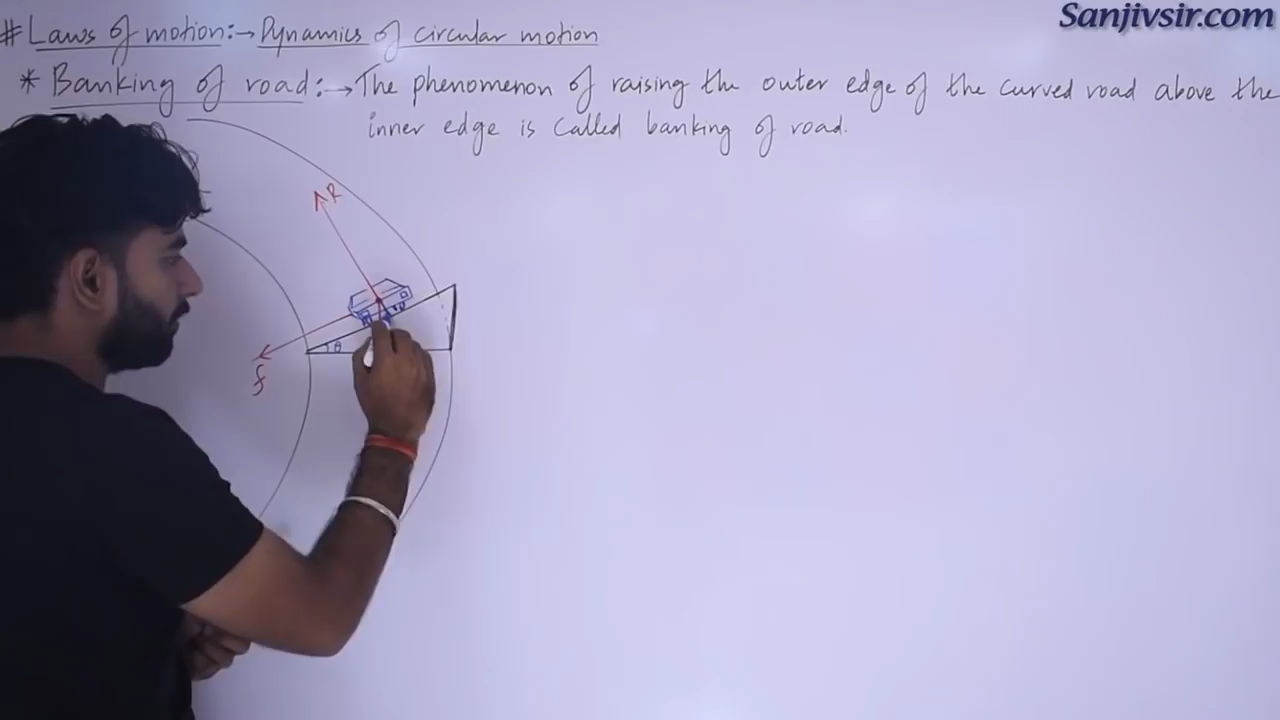 Sanjivsir.com
# Laws of motion:→ Dynamics of circular motion
* Banking of road:→ The phenomenon of raising the outer edge of the curved road above the
inner edge is called banking of road.
R
θ
f